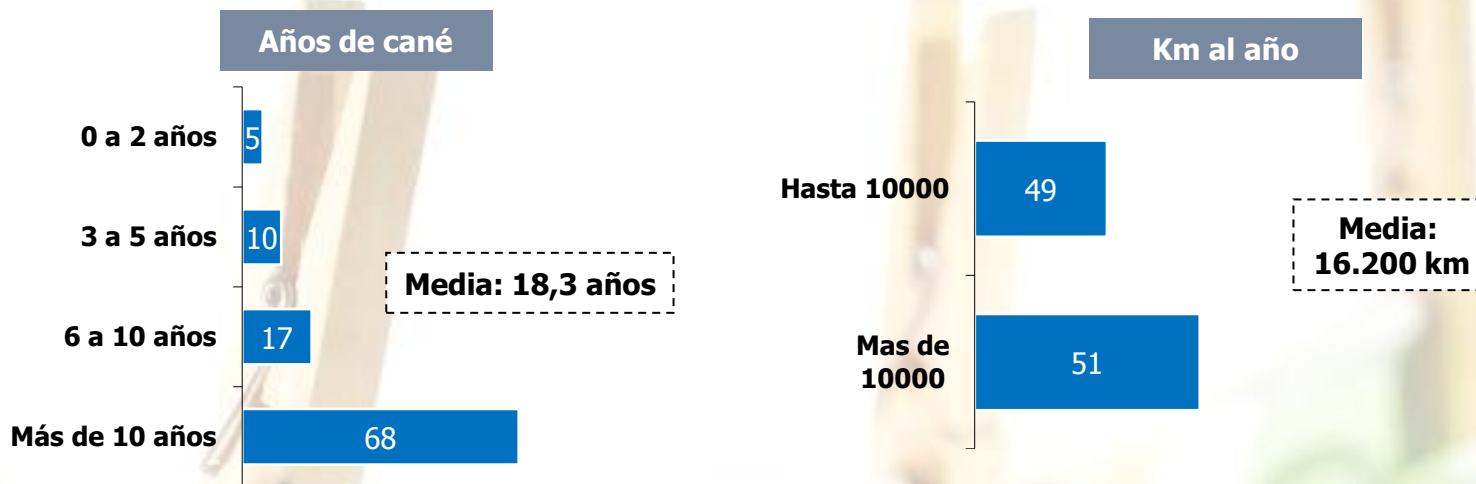 Años de cané
0 a 2 años
5
3 a 5 años
10
6 a 10 años
17
Más de 10 años
68
Media: 18,3 años
Km al año
Hasta 10000
49
Mas de
10000
51
Media:
16.200 km